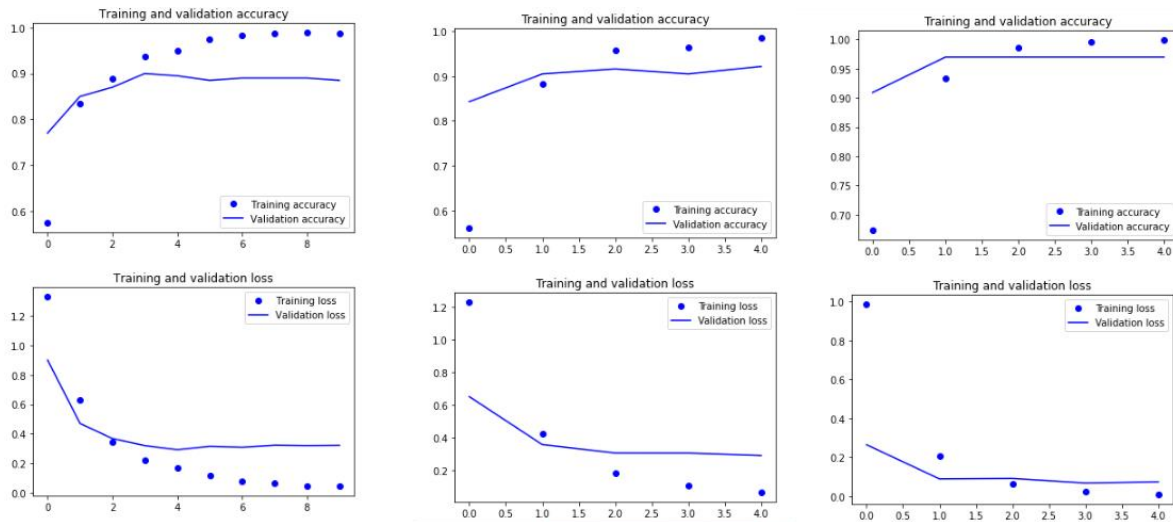 Training and validation accuracy
1.0
0.9
0.8
0.7
0.6
Training accuracy
Validation accuracy
0 2 4 6 8
Training and validation accuracy
1.0
0.9
0.8
0.7
0.6
Training accuracy
Validation accuracy
0.0 0.5 1.0 1.5 2.0 2.5 3.0 3.5 4.0
Training and validation accuracy
1.00
0.95
0.90
0.85
0.80
0.75
0.70
Training accuracy
Validation accuracy
0.0 0.5 1.0 1.5 2.0 2.5 3.0 3.5 4.0
Training and validation loss
Training loss
Validation loss
1.2
1.0
0.8
0.6
0.4
0.2
0.0
0 2 4 6 8
Training and validation loss
Training loss
Validation loss
1.2
1.0
0.8
0.6
0.4
0.2
0.0 0.5 1.0 1.5 2.0 2.5 3.0 3.5 4.0
Training and validation loss
1.0
Training loss
Validation loss
0.8
0.6
0.4
0.2
0.0
0.0 0.5 1.0 1.5 2.0 2.5 3.0 3.5 4.0